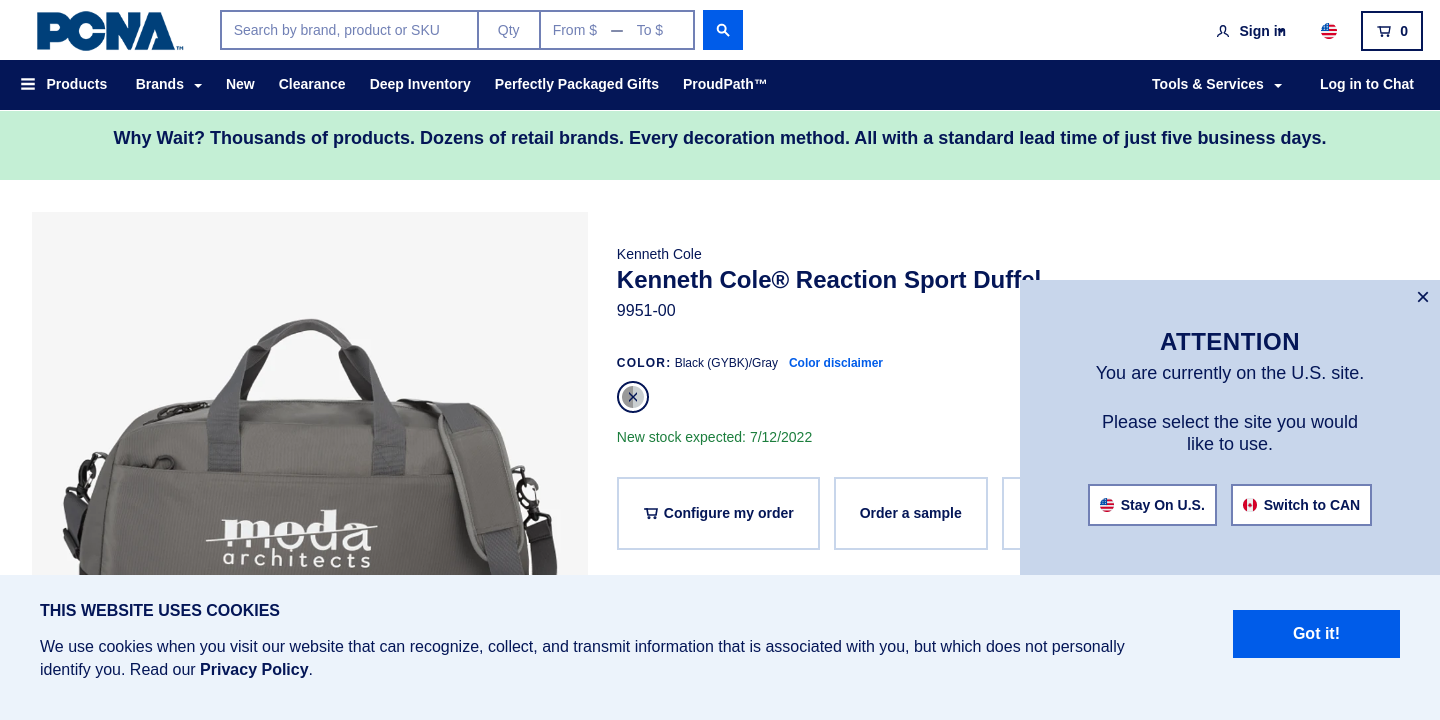 PCNA™
Search by brand, product or SKU
Qty
From $ — To $
Sign in
0
Products
Brands
New
Clearance
Deep Inventory
Perfectly Packaged Gifts
ProudPath™
Tools & Services
Log in to Chat
Why Wait? Thousands of products. Dozens of retail brands. Every decoration method. All with a standard lead time of just five business days.
Kenneth Cole
Kenneth Cole® Reaction Sport Duffel
9951-00
COLOR: Black (GYBK)/Gray Color disclaimer
New stock expected: 7/12/2022
Configure my order
Order a sample
moda
architects
×
ATTENTION
You are currently on the U.S. site.
Please select the site you would
like to use.
Stay On U.S.
Switch to CAN
THIS WEBSITE USES COOKIES
We use cookies when you visit our website that can recognize, collect, and transmit information that is associated with you, but which does not personally
identify you. Read our Privacy Policy.
Got it!